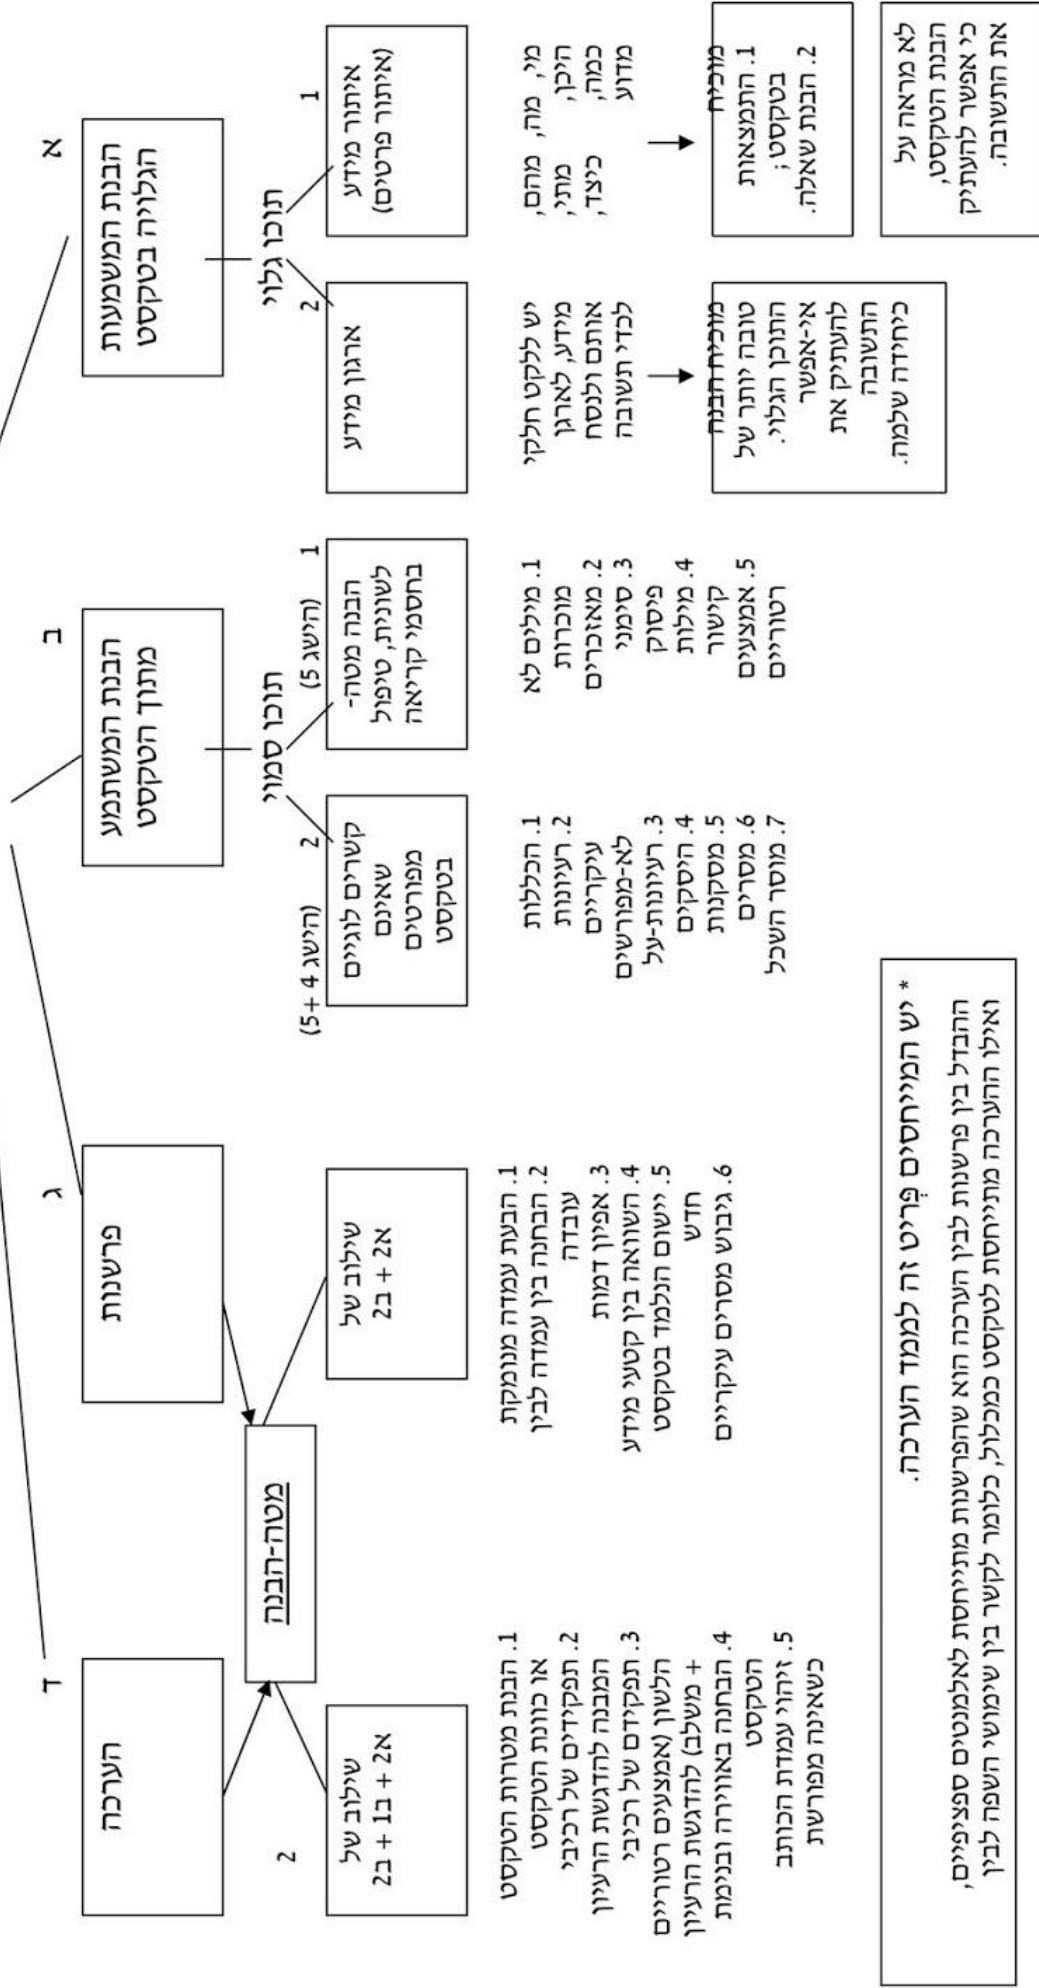 א
הבנת המשמעות
הגלויה בטקסט
תוכן גלוי
1
איתור מידע
(איתור פרטים)
מי, מה, מהם,
היכן, מתי,
כמה, כיצד,
מדוע
מוכיח
1. התמצאות
בטקסט;
2. הבנת שאלה.
לא מראה על
הבנת הטקסט,
כי אפשר להעתיק
את התשובה.
2
ארגון מידע
יש ללקט חלקי
מידע, לארגן
אותם ולנסח
לכדי תשובה
מוכיח הבנה
טובה יותר של
התוכן הגלוי.
אי-אפשר
להעתיק את
התשובה
כיחידה שלמה.
ב
הבנת המשתמע
מתוך הטקסט
תוכן סמוי
(הישג 5)
1
הבנה מטה-
לשונית, טיפול
בחסמי קריאה
1. מילים לא
מוכרות
2. מאזכרים
3. סימני
פיסוק
4. מילות
קישור
5. אמצעים
רטוריים
(הישג 4 +5)
2
קשרים לוגיים
שאינם
מפורשים
בטקסט
1. הכללות
2. רעיונות
עיקריים
3. רעיונות-על
לא-מפורשים
4. היסקים
5. מסקנות
6. מסרים
7. מוסר השכל
ג
פרשנות
שילוב של
א2 + ב2
1. הבעת עמדה מנומקת
2. הבחנה בין עמדה לבין
עובדה
3. אפיון דמות
4. השוואה בין קטעי מידע
5. יישום הנלמד בטקסט
חדש
6. גיבוש מסרים עיקריים
מטה-הבנה
ד
הערכה
2
שילוב של
א2 + ב1 + ב2
1. הבנת מטרות הטקסט
או כוונת הטקסט
2. תפקידים של רכיבי
המבנה להדגשת הרעיון
3. תפקידם של רכיבי
הלשון (אמצעים רטוריים
+ משלב) להדגשת הרעיון
4. הבחנה באווירה ובנימת
הטקסט
5. זיהוי עמדת הכותב
כשאינה מפורשת
* יש המייחסים פְּריט זה לממד הערכה.
ההבדל בין פרשנות לבין הערכה הוא שהפרשנות מתייחסת לאלמנטים ספציפיים,
ואילו ההערכה מתייחסת לטקסט כמכלול, כלומר לקשר בין שימושי השפה לבין